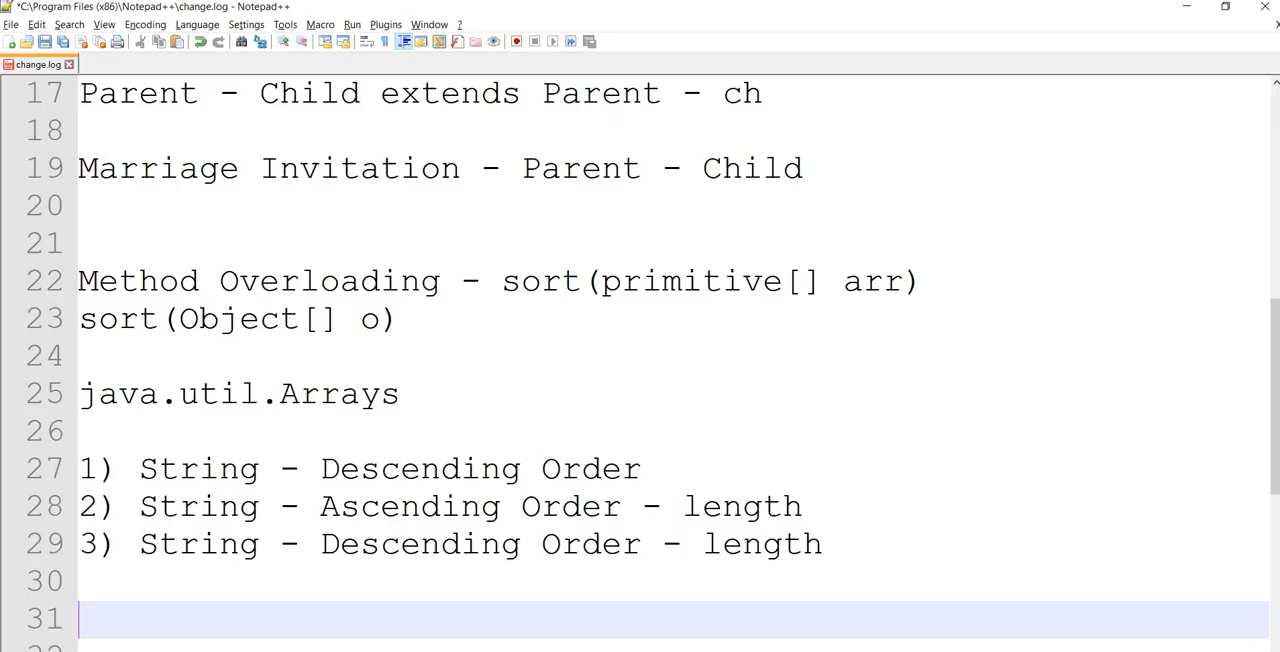 *C:\Program Files (x86)\Notepad++\change.log - Notepad++
File Edit Search View Encoding Language Settings Tools Macro Run Plugins Window ?
change.log
17 Parent - Child extends Parent - ch
18
19 Marriage Invitation - Parent - Child
20
21
22 Method Overloading - sort(primitive[] arr)
23 sort(Object[] o)
24
25 java.util.Arrays
26
27 1) String - Descending Order
28 2) String - Ascending Order - length
29 3) String - Descending Order - length
30
31